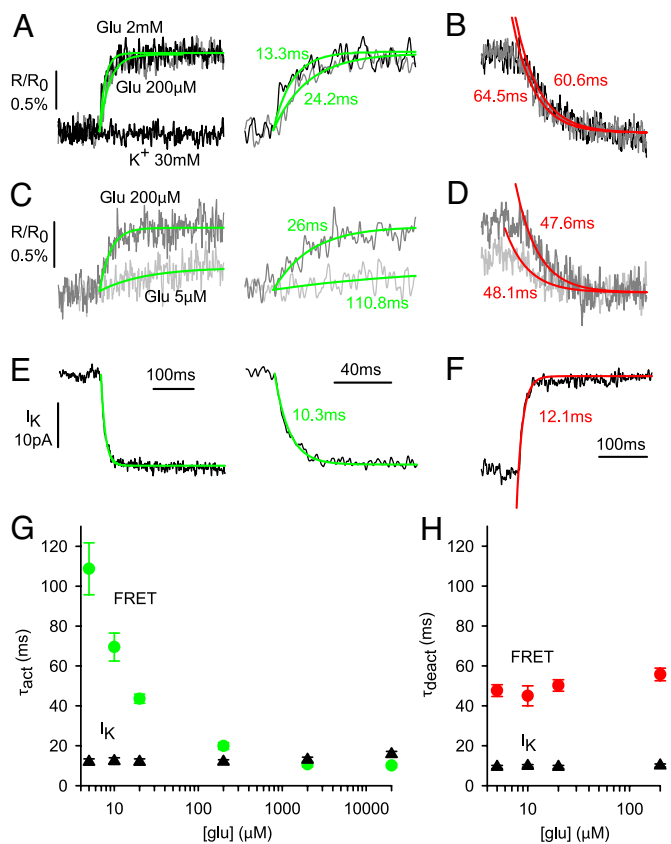 A
Glu 2mM
Glu 200µM
K+ 30mM
R/R0
0.5%
13.3ms
24.2ms
B
60.6ms
64.5ms
C
Glu 200µM
Glu 5µM
R/R0
0.5%
26ms
110.8ms
D
47.6ms
48.1ms
E
100ms
40ms
IK
10pA
10.3ms
F
12.1ms
100ms
G
120
100
80
60
40
20
0
τact (ms)
FRET
IK
10
100
1000
10000
[glu] (µM)
H
120
100
80
60
40
20
0
τdeact (ms)
FRET
IK
10
100
[glu] (µM)